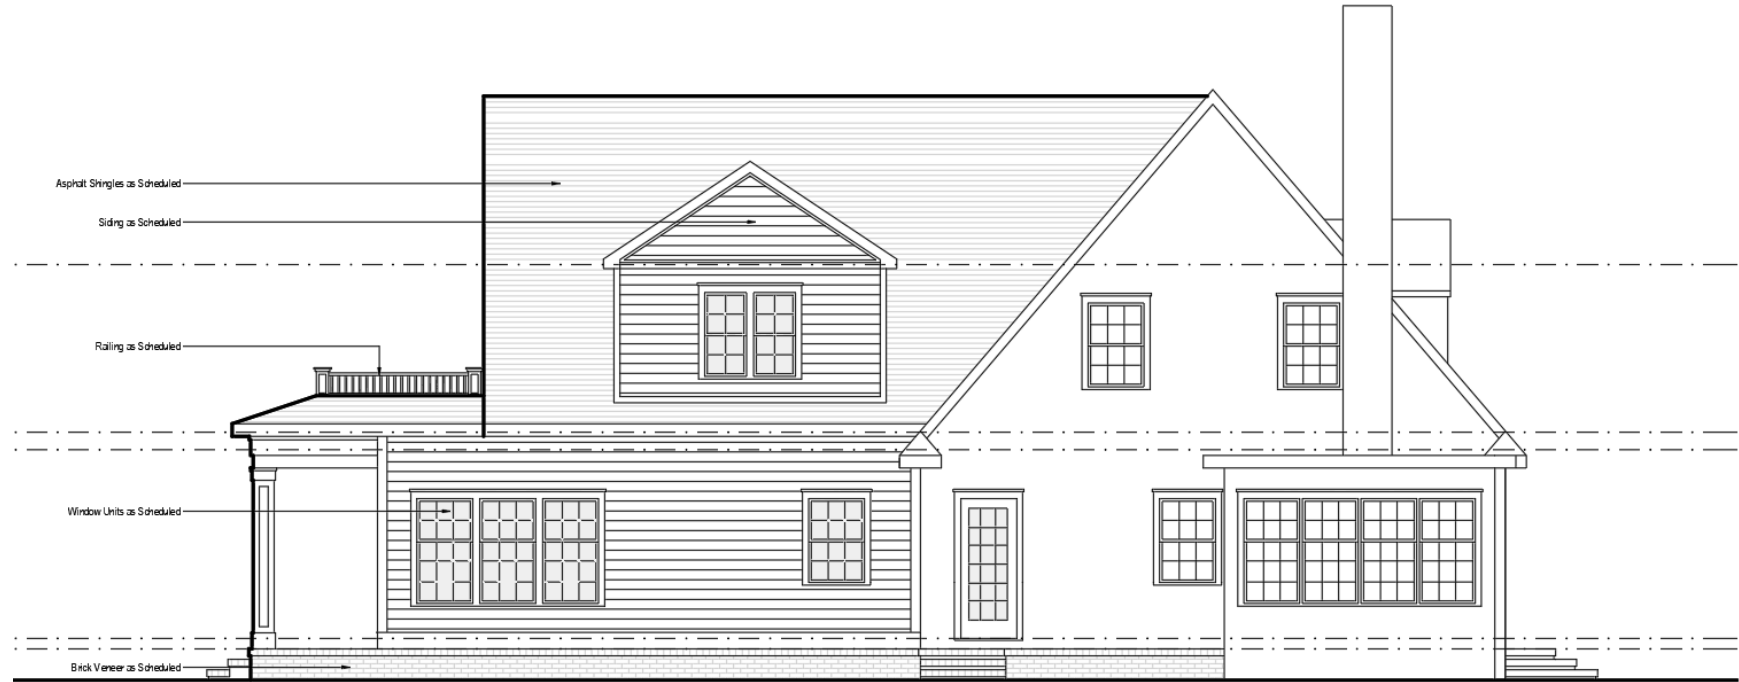 Asphalt Shingles as Scheduled
Siding as Scheduled
Railing as Scheduled
Window Units as Scheduled
Brick Veneer as Scheduled